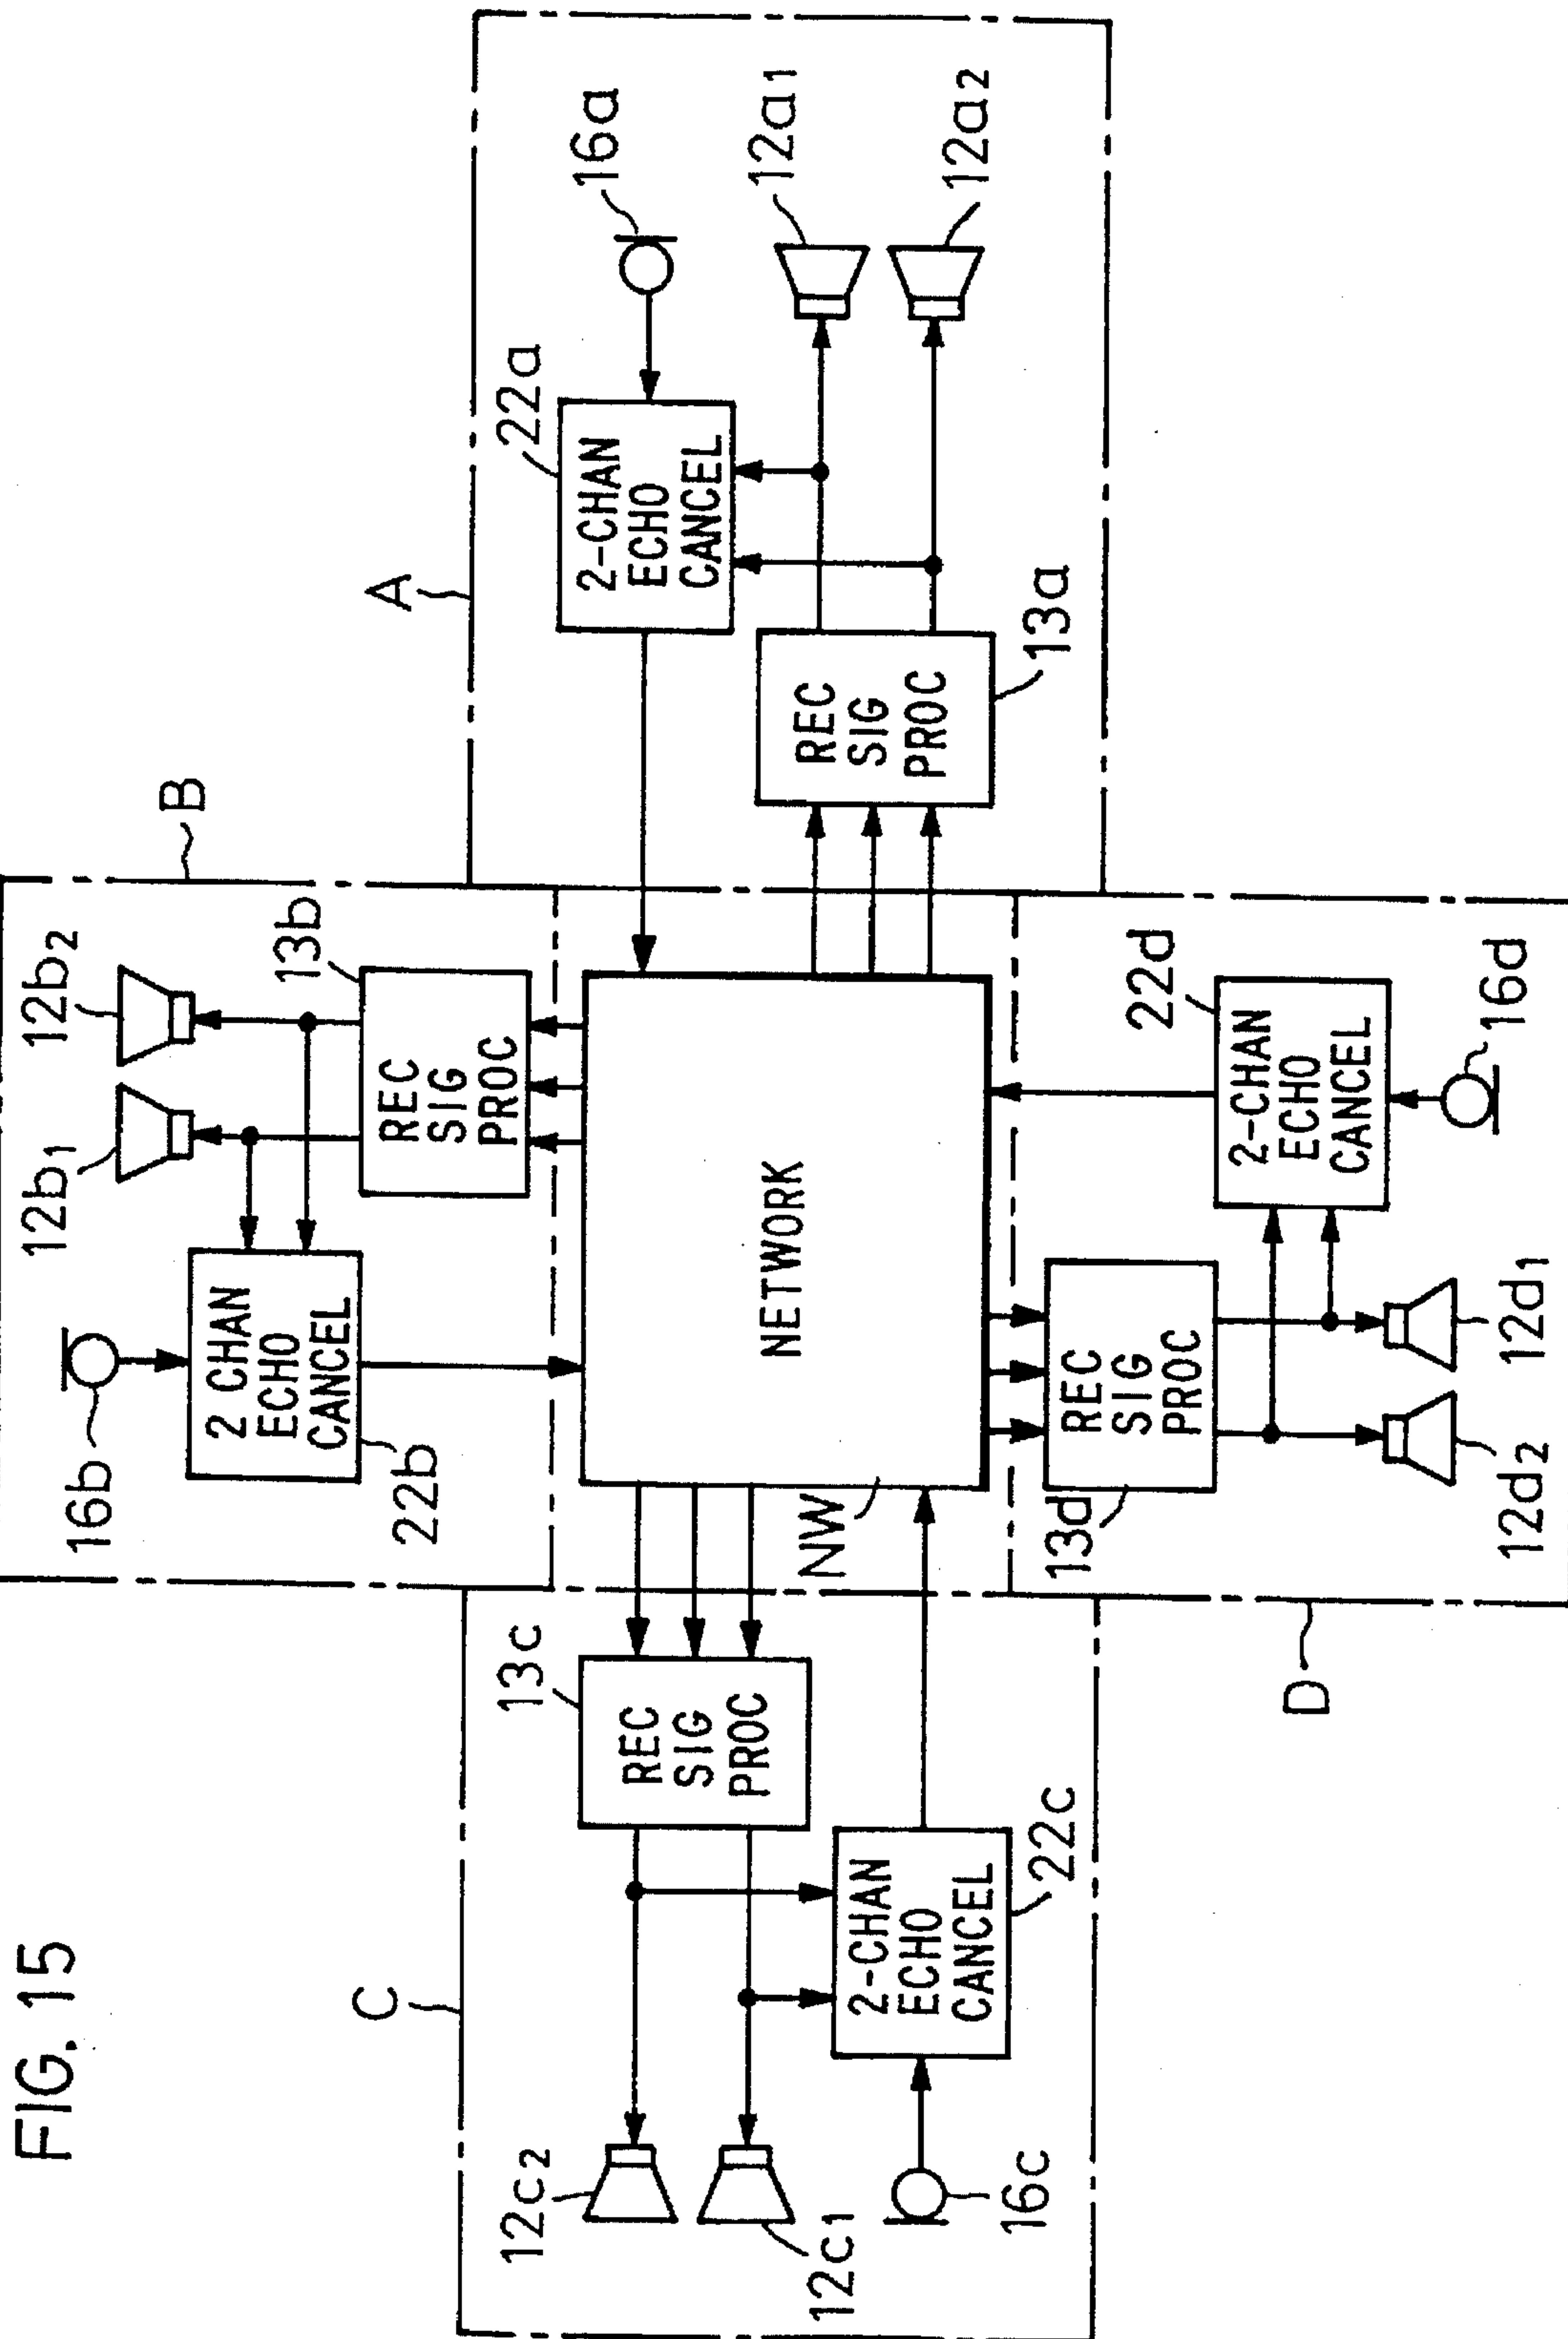 FIG. 15
C
12c2
12c1
16c
13c
REC
SIG
PROC
2-CHAN
ECHO
CANCEL
22c
16b
2 CHAN
ECHO
CANCEL
22b
12b1
12b2
13b
REC
SIG
PROC
B
NETWORK
NW
D
13d
REC
SIG
PROC
12d2
12d1
22d
2-CHAN
ECHO
CANCEL
16d
A
22a
2-CHAN
ECHO
CANCEL
16a
12a1
12a2
REC
SIG
PROC
13a